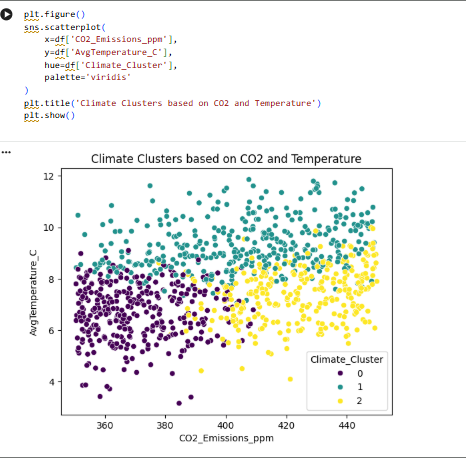 plt.figure()
sns.scatterplot(
    x=df['CO2_Emissions_ppm'],
    y=df['AvgTemperature_C'],
    hue=df['Climate_Cluster'],
    palette='viridis'
)
plt.title('Climate Clusters based on CO2 and Temperature')
plt.show()
...
Climate Clusters based on CO2 and Temperature
12
10
8
6
4
AvgTemperature_C
Climate_Cluster
0
1
2
360 380 400 420 440
CO2_Emissions_ppm